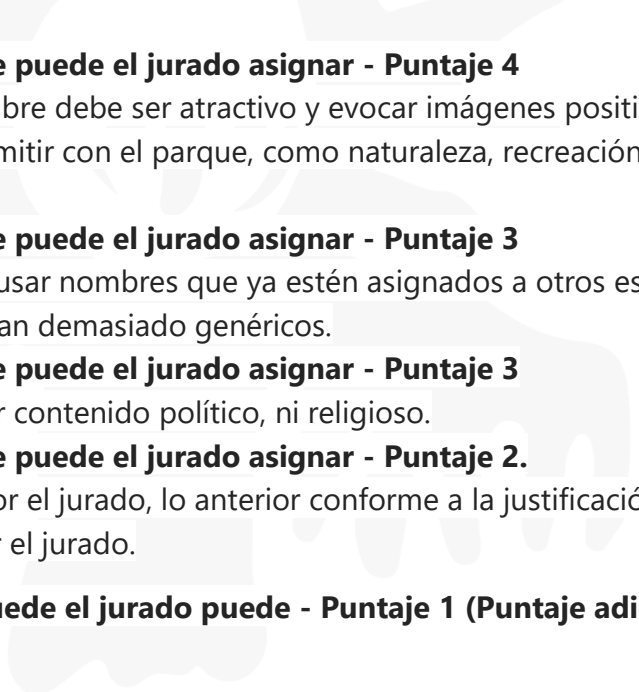 e puede el jurado asignar - Puntaje 4
bre debe ser atractivo y evocar imágenes positi
mitir con el parque, como naturaleza, recreación
e puede el jurado asignar - Puntaje 3
usar nombres que ya estén asignados a otros es
an demasiado genéricos.
e puede el jurado asignar - Puntaje 3
r contenido político, ni religioso.
e puede el jurado asignar - Puntaje 2.
or el jurado, lo anterior conforme a la justificació
r el jurado.
uede el jurado puede - Puntaje 1 (Puntaje adi